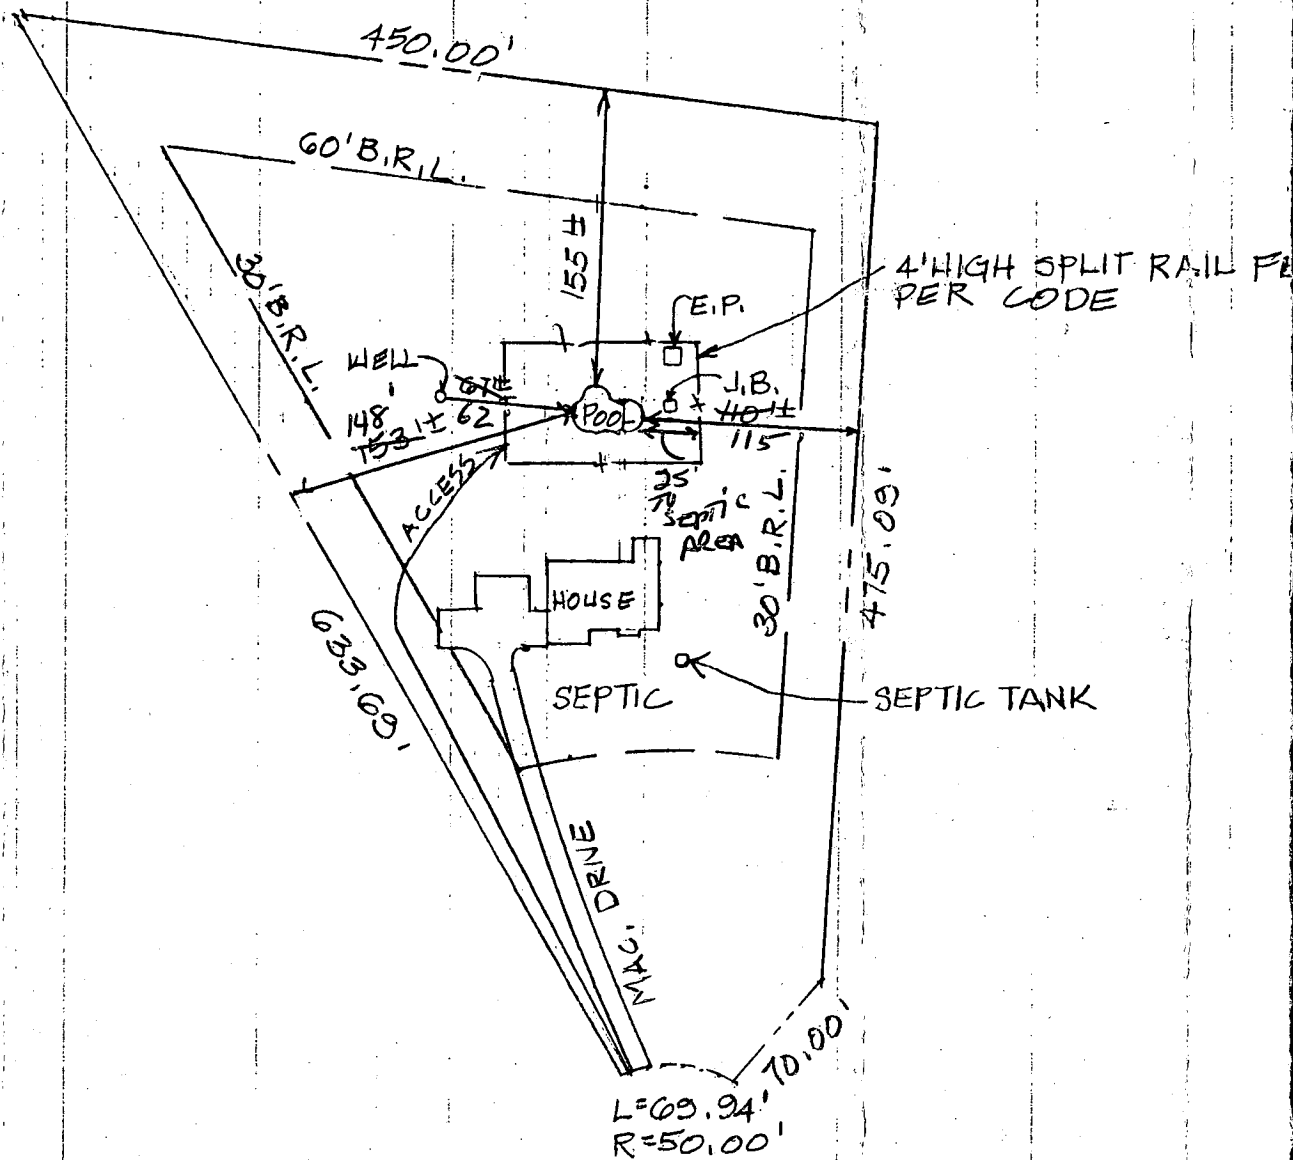 450.00'
60' B.R.L.
30' B.R.L.
155 ±
4' HIGH SPLIT RAIL
PER CODE
E.P.
WELL
J.B.
67'±
62
POOL
110'±
115
148'
153'±
ACCESS
25'
TO
SEPTIC
AREA
30' B.R.L.
475.09'
HOUSE
633.69'
SEPTIC
SEPTIC TANK
MAC. DRIVE
70.00'
L=69.94'
R=50.00'